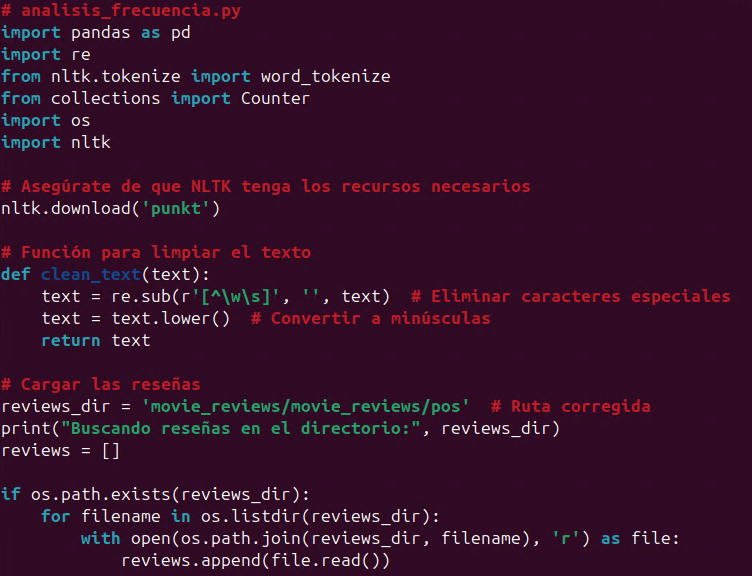 # analisis_frecuencia.py
import pandas as pd
import re
from nltk.tokenize import word_tokenize
from collections import Counter
import os
import nltk

# Asegúrate de que NLTK tenga los recursos necesarios
nltk.download('punkt')

# Función para limpiar el texto
def clean_text(text):
    text = re.sub(r'[^\w\s]', '', text)  # Eliminar caracteres especiales
    text = text.lower()  # Convertir a minúsculas
    return text

# Cargar las reseñas
reviews_dir = 'movie_reviews/movie_reviews/pos'  # Ruta corregida
print("Buscando reseñas en el directorio:", reviews_dir)
reviews = []

if os.path.exists(reviews_dir):
    for filename in os.listdir(reviews_dir):
        with open(os.path.join(reviews_dir, filename), 'r') as file:
            reviews.append(file.read())